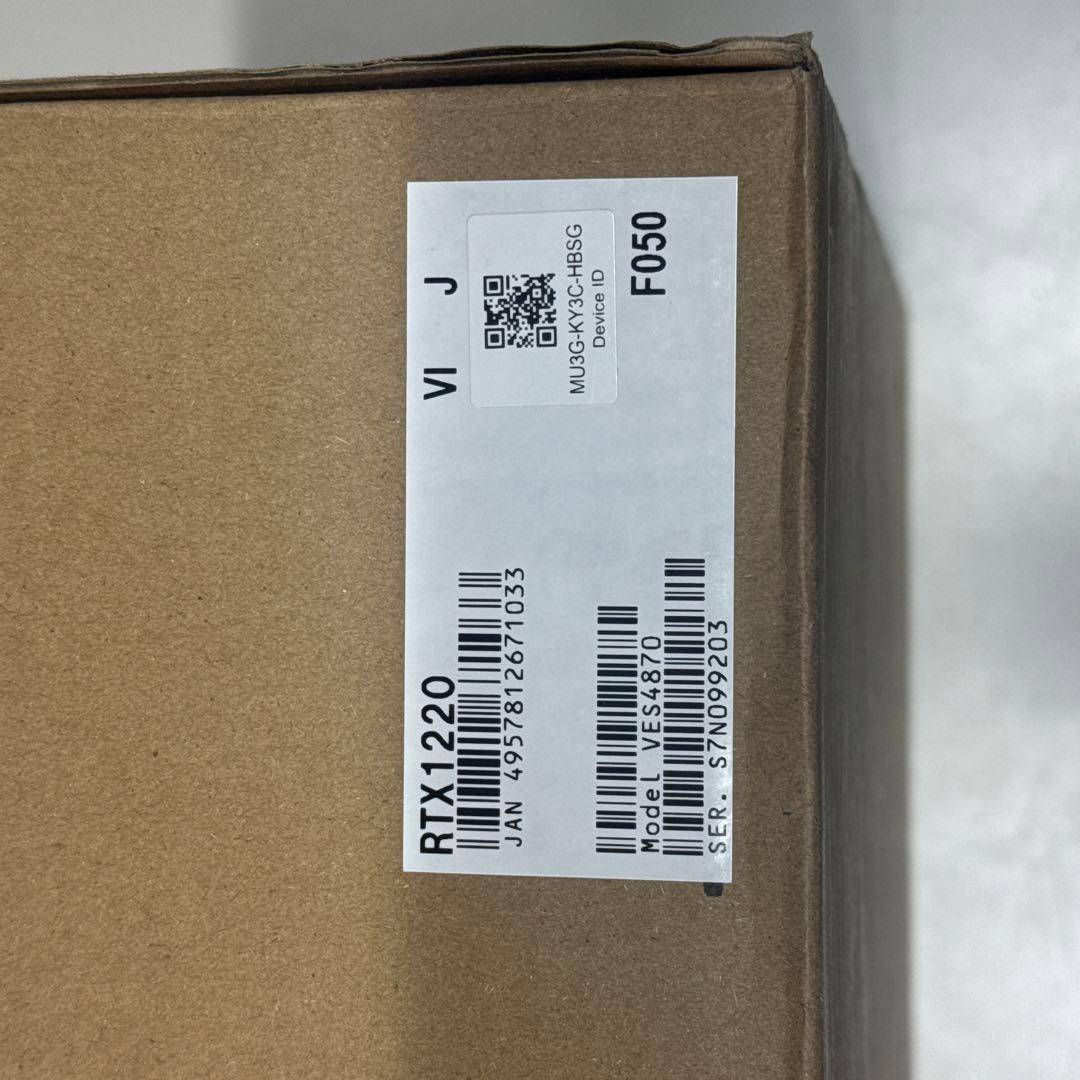 RTX1220 VI J
JAN 4957812671033
MU3G-KY3C-HBSG
Device ID
Model VES4870
F050
SER. S7N099203